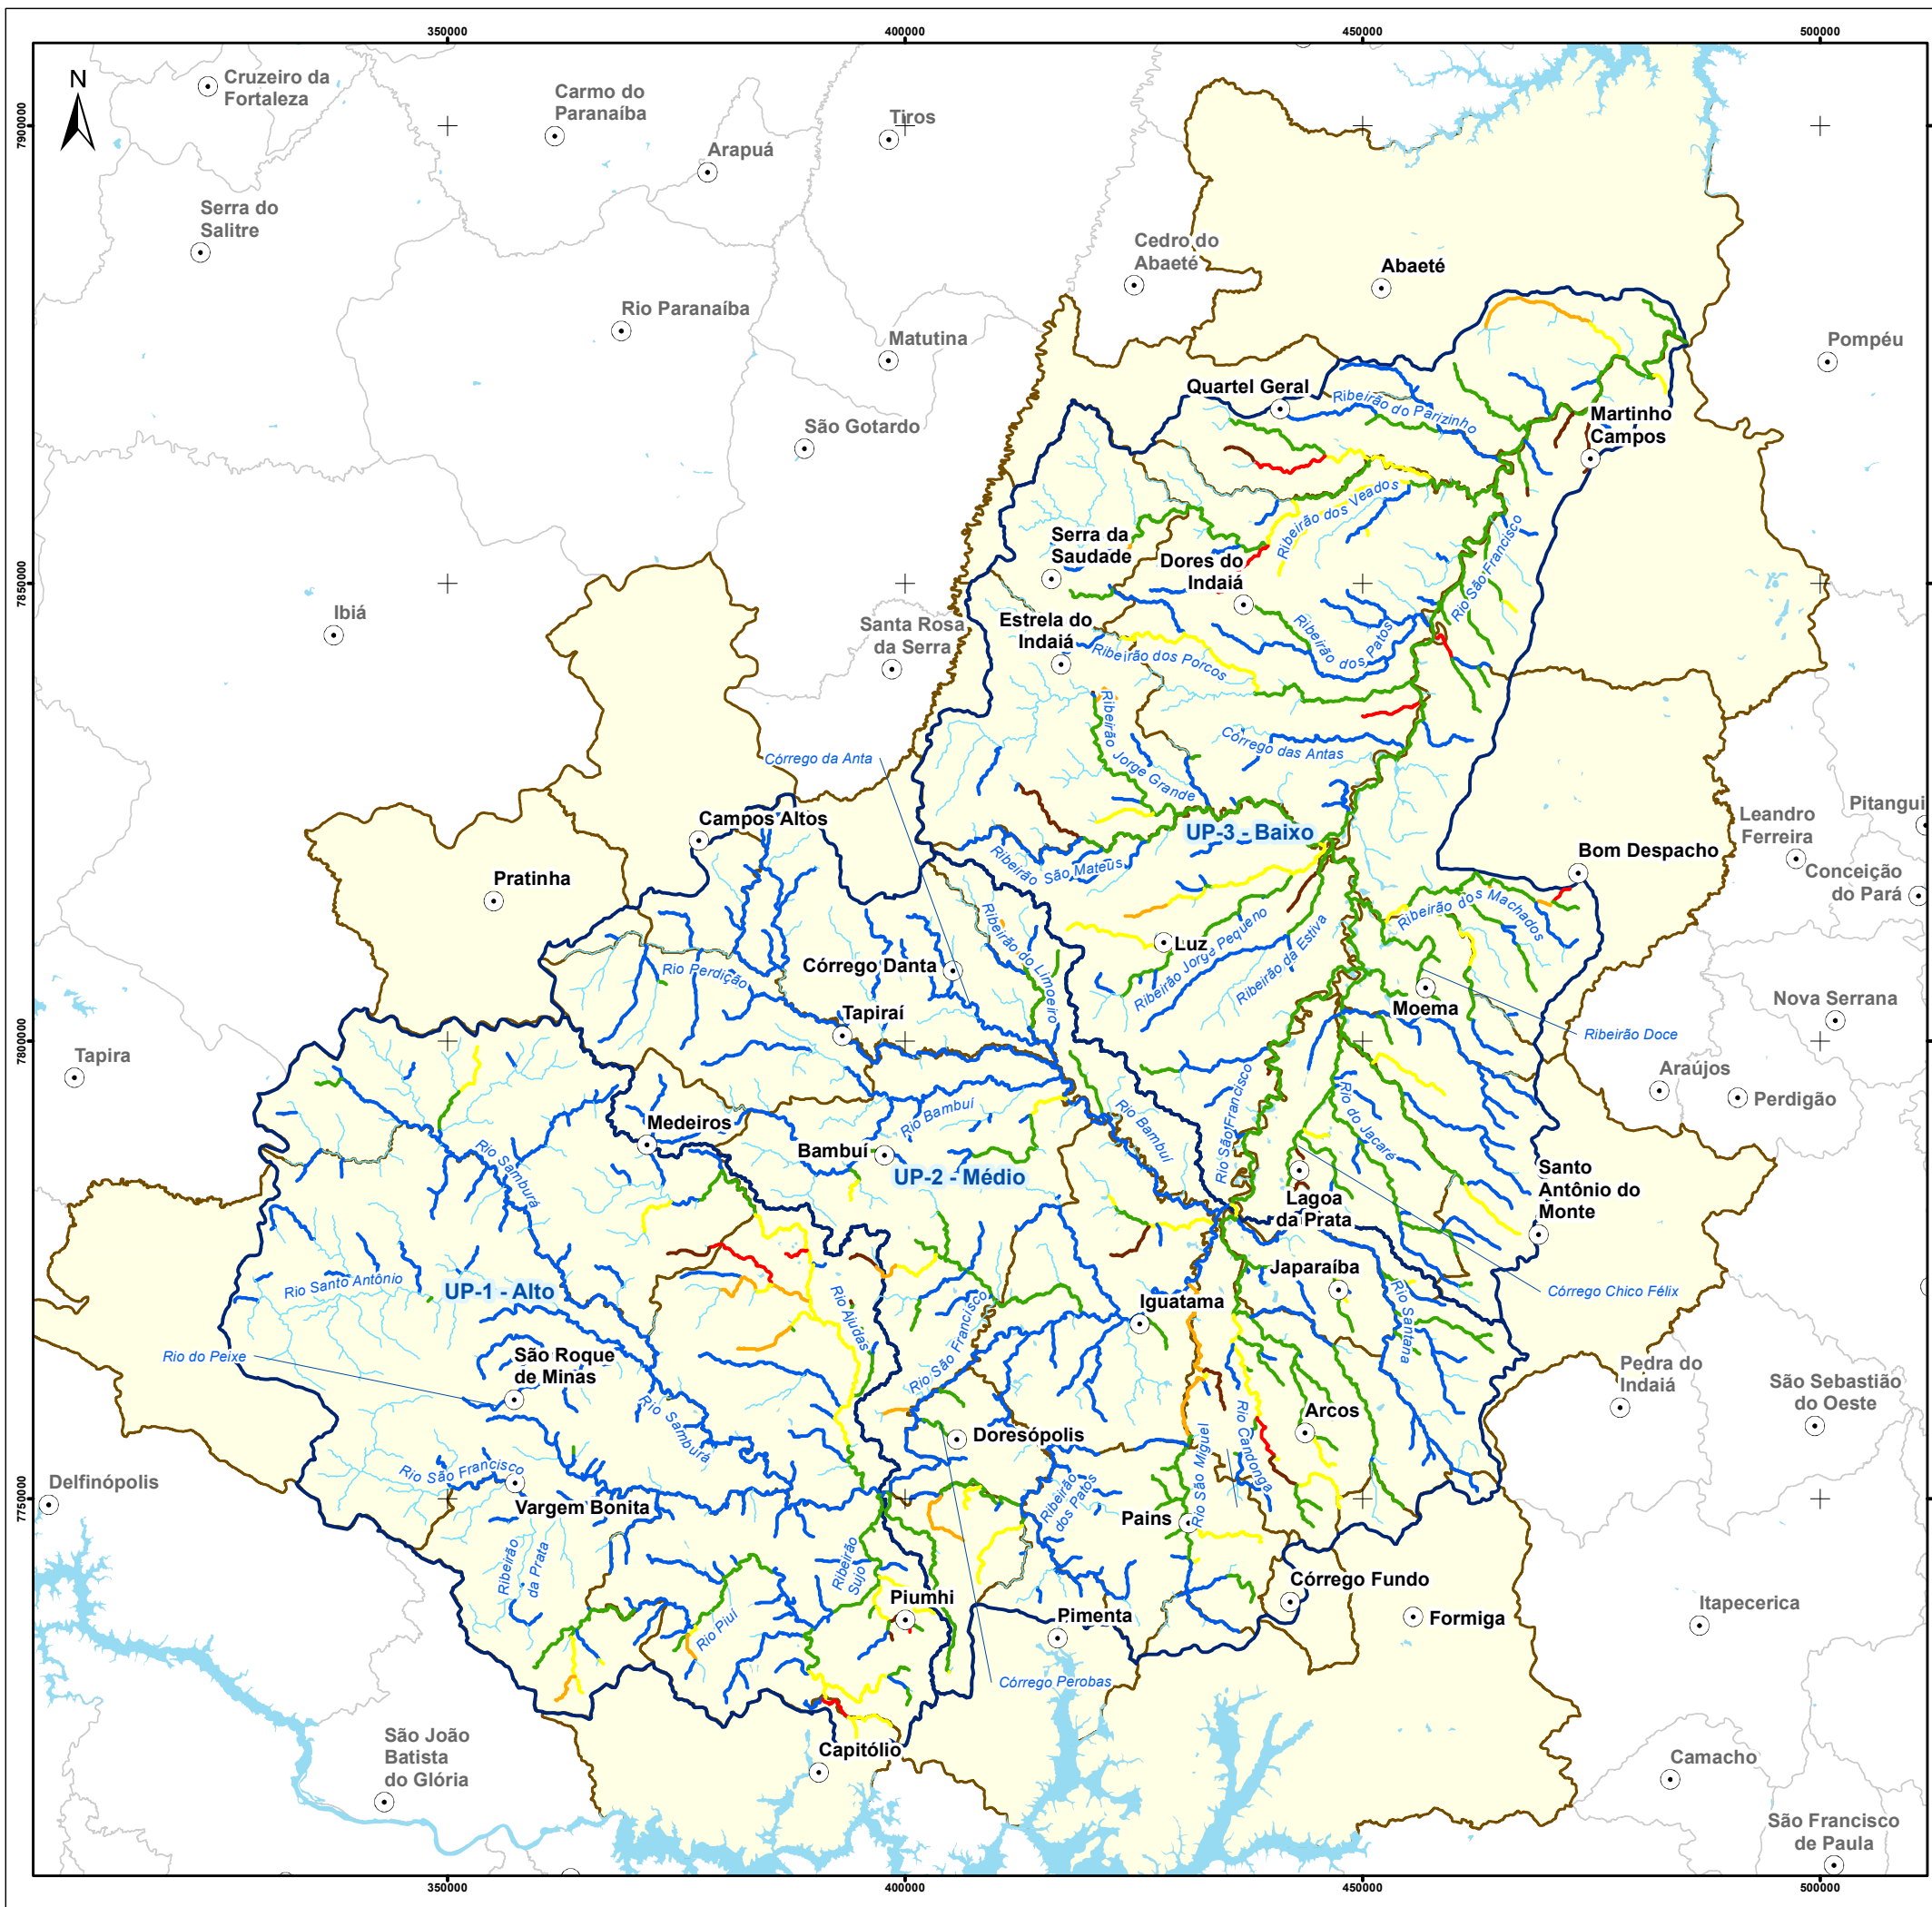 350000
400000
450000
500000
7900000
7850000
7800000
7750000
N
Cruzeiro da
Fortaleza
Carmo do
Paranaíba
Tiros
Arapuá
Serra do
Salitre
Cedro do
Abaeté
Abaeté
Rio Paranaíba
Matutina
Pompéu
Quartel Geral
Ribeirão do Parizinho
Martinho
Campos
São Gotardo
Ribeirão dos Veados
Serra da
Saudade
Dores do
Indaiá
Rio São Francisco
Ibiá
Santa Rosa
da Serra
Estrela do
Indaiá
Ribeirão dos Patos
Ribeirão dos Porcos
Ribeirão Jorge Grande
Córrego das Antas
Córrego da Anta
Campos Altos
UP-3 - Baixo
Leandro
Ferreira
Pitangui
Bom Despacho
Conceição
do Pará
Ribeirão São Mateus
Pratinha
Ribeirão dos Machados
Ribeirão do Limoeiro
Luz
Ribeirão Jorge Pequeno
Ribeirão da Estiva
Rio Perdição
Córrego Danta
Moema
Nova Serrana
Tapiraí
Ribeirão Doce
Tapira
Araújos
Perdigão
Rio Bambuí
Rio Bambuí
Rio São Francisco
Rio do Jacaré
Medeiros
Bambuí
UP-2 - Médio
Rio Samburá
Lagoa
da Prata
Santo
Antônio do
Monte
Rio Santo Antônio
UP-1 - Alto
Japaraíba
Córrego Chico Félix
Rio Ajudas
Rio São Francisco
Iguatama
Rio Santana
Rio do Peixe
São Roque
de Minas
Pedra do
Indaiá
São Sebastião
do Oeste
Rio Samburá
Arcos
Rio Candonga
Rio São Miguel
Doresópolis
Delfinópolis
Rio São Francisco
Vargem Bonita
Ribeirão
dos Patos
Pains
Ribeirão
da Prata
Ribeirão
Sujo
Piumhi
Córrego Fundo
Pimenta
Formiga
Itapecerica
Rio Piuí
Córrego Perobas
São João
Batista
do Glória
Capitólio
Camacho
São Francisco
de Paula
350000
400000
450000
500000